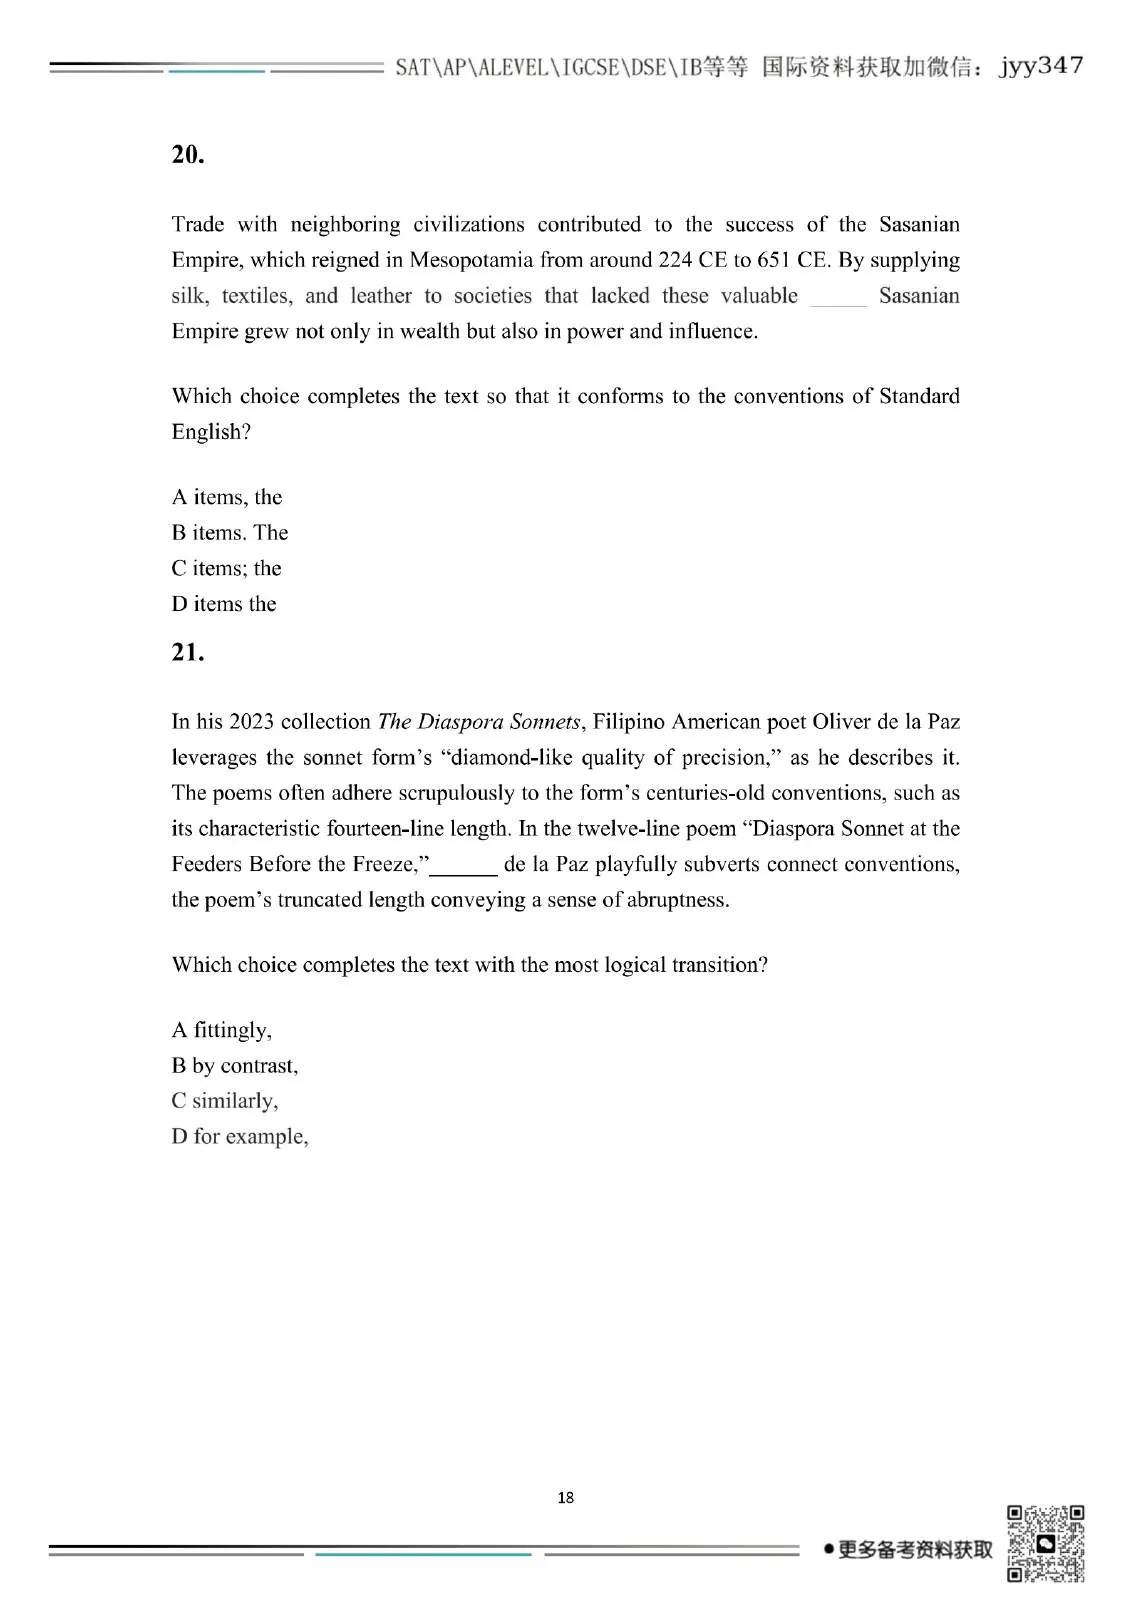 SAT\AP\ALEVEL\IGCSE\DSE\IB等等 国际资料获取加微信：jyy347
20.
Trade with neighboring civilizations contributed to the success of the Sasanian
Empire, which reigned in Mesopotamia from around 224 CE to 651 CE. By supplying
silk, textiles, and leather to societies that lacked these valuable _____ Sasanian
Empire grew not only in wealth but also in power and influence.
Which choice completes the text so that it conforms to the conventions of Standard
English?
A items, the
B items. The
C items; the
D items the
21.
In his 2023 collection The Diaspora Sonnets, Filipino American poet Oliver de la Paz
leverages the sonnet form’s “diamond-like quality of precision,” as he describes it.
The poems often adhere scrupulously to the form’s centuries-old conventions, such as
its characteristic fourteen-line length. In the twelve-line poem “Diaspora Sonnet at the
Feeders Before the Freeze,”______ de la Paz playfully subverts connect conventions,
the poem’s truncated length conveying a sense of abruptness.
Which choice completes the text with the most logical transition?
A fittingly,
B by contrast,
C similarly,
D for example,
18
●更多备考资料获取